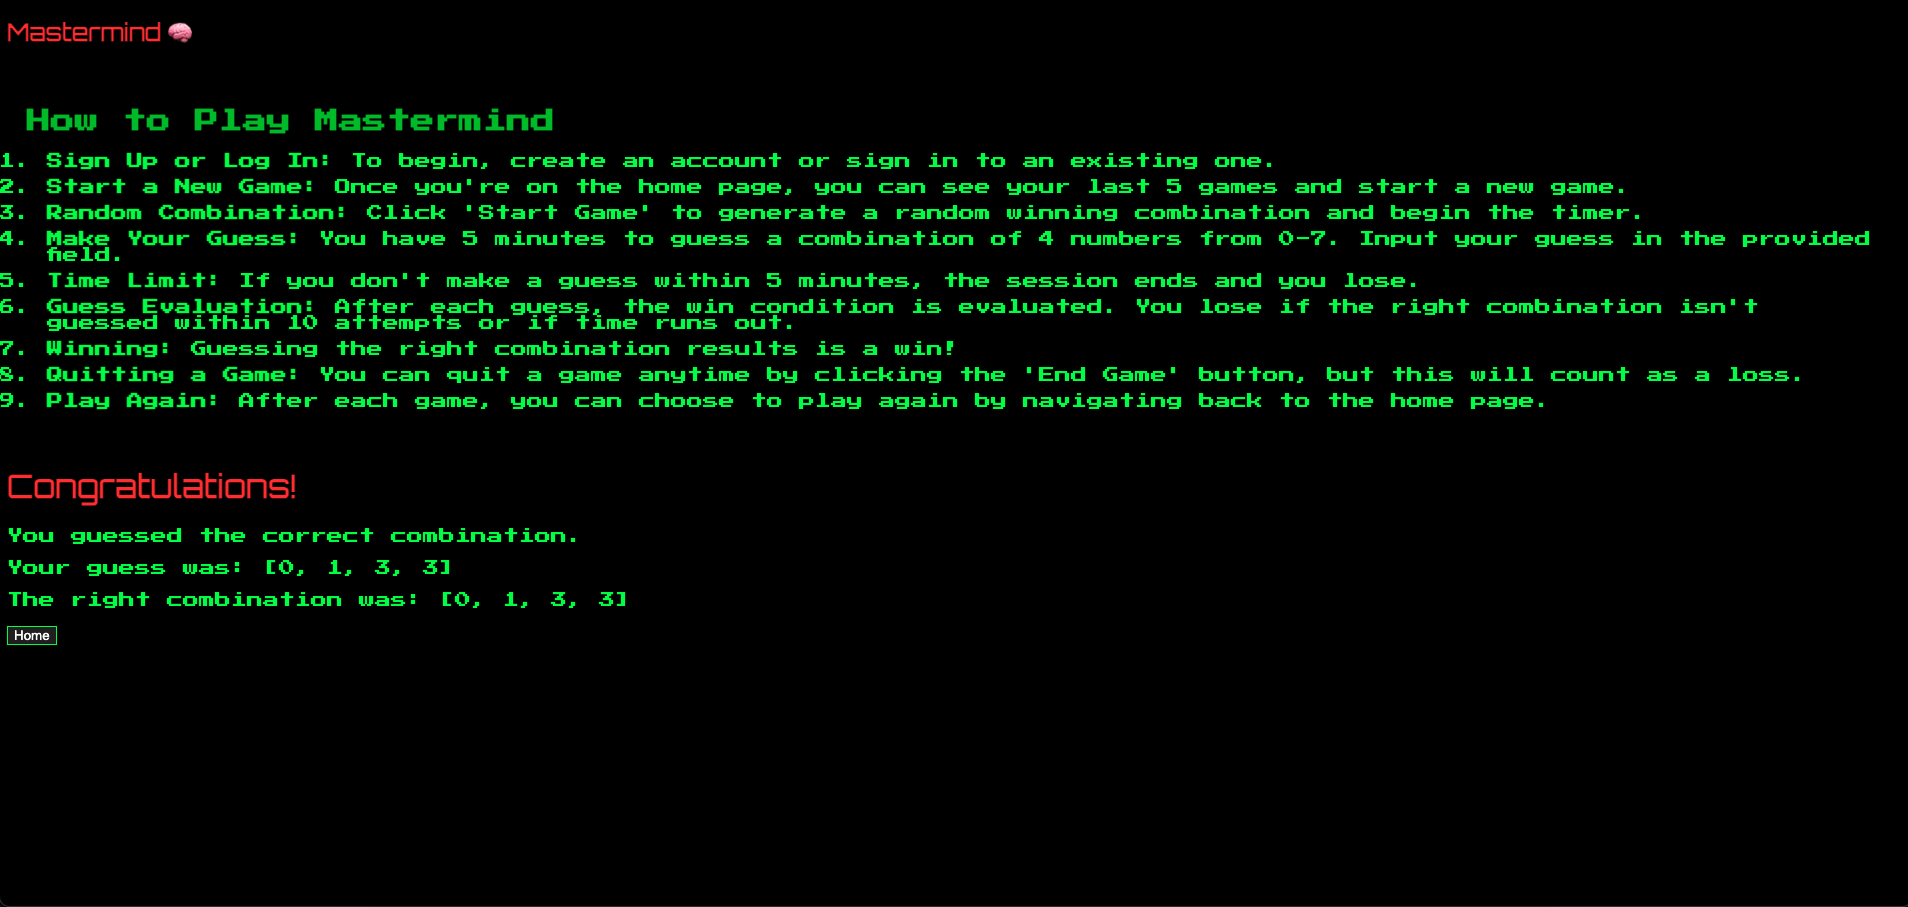 Mastermind 🧠
How to Play Mastermind
1. Sign Up or Log In: To begin, create an account or sign in to an existing one.
2. Start a New Game: Once you're on the home page, you can see your last 5 games and start a new game.
3. Random Combination: Click 'Start Game' to generate a random winning combination and begin the timer.
4. Make Your Guess: You have 5 minutes to guess a combination of 4 numbers from 0-7. Input your guess in the provided
field.
5. Time Limit: If you don't make a guess within 5 minutes, the session ends and you lose.
6. Guess Evaluation: After each guess, the win condition is evaluated. You lose if the right combination isn't
guessed within 10 attempts or if time runs out.
7. Winning: Guessing the right combination results is a win!
8. Quitting a Game: You can quit a game anytime by clicking the 'End Game' button, but this will count as a loss.
9. Play Again: After each game, you can choose to play again by navigating back to the home page.
Congratulations!
You guessed the correct combination.
Your guess was: [0, 1, 3, 3]
The right combination was: [0, 1, 3, 3]
Home